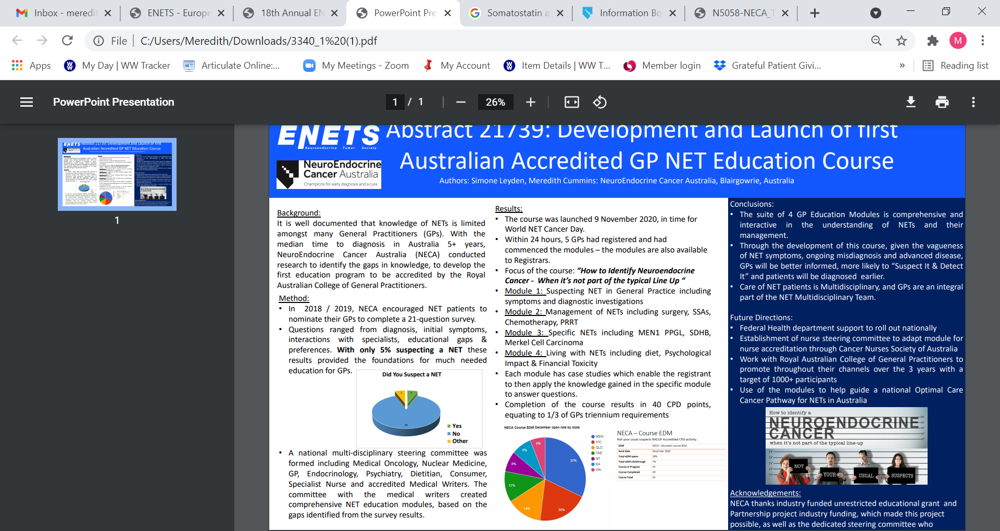 Inbox - meredi
ENETS - Europe
18th Annual EN
PowerPoint Pre
Somatostatin a
Information Bo
N5058-NECA_T
File
C:/Users/Meredith/Downloads/3340_1%20(1).pdf
M
Apps
My Day | WW Tracker
Articulate Online:...
My Meetings - Zoom
My Account
Item Details | WW T...
Member login
Grateful Patient Givi...
»
Reading list
PowerPoint Presentation
1 / 1
26%
1
ENETS
Neuroendocrine Tumor Society
NeuroEndocrine
Cancer Australia
Champions for early diagnosis and a cure
Abstract 21739: Development and Launch of first
Australian Accredited GP NET Education Course
Authors: Simone Leyden, Meredith Cummins: NeuroEndocrine Cancer Australia, Blairgowrie, Australia
Background:
It is well documented that knowledge of NETs is limited
amongst many General Practitioners (GPs). With the
median time to diagnosis in Australia 5+ years,
NeuroEndocrine Cancer Australia (NECA) conducted
research to identify the gaps in knowledge, to develop the
first education program to be accredited by the Royal
Australian College of General Practitioners.
Method:
• In 2018 / 2019, NECA encouraged NET patients to
nominate their GPs to complete a 21-question survey.
• Questions ranged from diagnosis, initial symptoms,
interactions with specialists, educational gaps &
preferences. With only 5% suspecting a NET these
results provided the foundations for much needed
education for GPs.
Did You Suspect a NET
Yes
No
Other
• A national multi-disciplinary steering committee was
formed including Medical Oncology, Nuclear Medicine,
GP, Endocrinology, Psychiatry, Dietitian, Consumer,
Specialist Nurse and accredited Medical Writers. The
committee with the medical writers created
comprehensive NET education modules, based on the
gaps identified from the survey results.
Results:
• The course was launched 9 November 2020, in time for
World NET Cancer Day.
• Within 24 hours, 5 GPs had registered and had
commenced the modules – the modules are also available
to Registrars.
• Focus of the course: “How to Identify Neuroendocrine
Cancer - When it’s not part of the typical Line Up “
• Module 1: Suspecting NET in General Practice including
symptoms and diagnostic investigations
• Module 2: Management of NETs including surgery, SSAs,
Chemotherapy, PRRT
• Module 3: Specific NETs including MEN1 PPGL, SDHB,
Merkel Cell Carcinoma
• Module 4: Living with NETs including diet, Psychological
Impact & Financial Toxicity
• Each module has case studies which enable the registrant
to then apply the knowledge gained in the specific module
to answer questions.
• Completion of the course results in 40 CPD points,
equating to 1/3 of GPs triennium requirements
NECA Course EDM December open rate by state
32%
20%
14%
12%
8%
8%
6%
NSW
VIC
QLD
TAS
NT
SA
WA
NECA – Course EDM
Not your usual suspects RACGP Accredited CPD activity.
EDM NECA – Education course EDM
Send date December 2020
Total eDM opens 29%
Total eDM clickthrough 7%
Course In Progress 35
Course Completed 20
Course Total 55
Conclusions:
• The suite of 4 GP Education Modules is comprehensive and
interactive in the understanding of NETs and their
management.
• Through the development of this course, given the vagueness
of NET symptoms, ongoing misdiagnosis and advanced disease,
GPs will be better informed, more likely to “Suspect It & Detect
It” and patients will be diagnosed earlier.
• Care of NET patients is Multidisciplinary, and GPs are an integral
part of the NET Multidisciplinary Team.
Future Directions:
• Federal Health department support to roll out nationally
• Establishment of nurse steering committee to adapt module for
nurse accreditation through Cancer Nurses Society of Australia
• Work with Royal Australian College of General Practitioners to
promote throughout their channels over the 3 years with a
target of 1000+ participants
• Use of the modules to help guide a national Optimal Care
Cancer Pathway for NETs in Australia
How to identify a
NEUROENDOCRINE
CANCER
when it's not part of the typical line-up
NOT
YOUR
USUAL
SUSPECTS
Acknowledgements:
NECA thanks industry funded unrestricted educational grant and
Partnership project industry funding, which made this project
possible, as well as the dedicated steering committee who